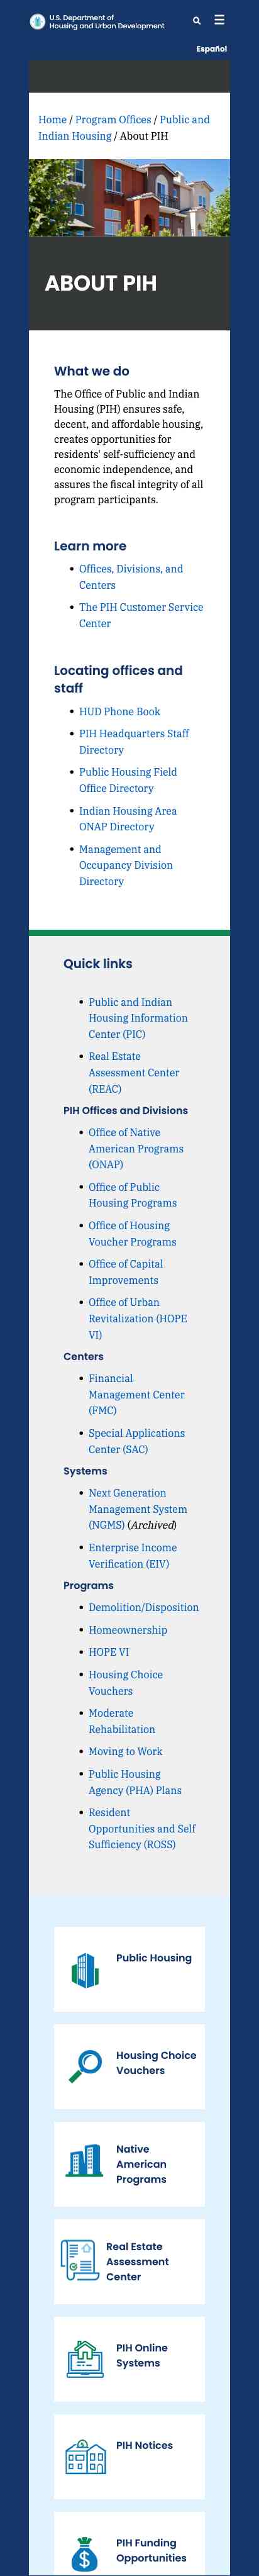 U.S. Department of
Housing and Urban Development
Español
Home / Program Offices / Public and
Indian Housing / About PIH
ABOUT PIH
What we do
The Office of Public and Indian
Housing (PIH) ensures safe,
decent, and affordable housing,
creates opportunities for
residents' self-sufficiency and
economic independence, and
assures the fiscal integrity of all
program participants.
Learn more
Offices, Divisions, and
Centers
The PIH Customer Service
Center
Locating offices and
staff
HUD Phone Book
PIH Headquarters Staff
Directory
Public Housing Field
Office Directory
Indian Housing Area
ONAP Directory
Management and
Occupancy Division
Directory
Quick links
Public and Indian
Housing Information
Center (PIC)
Real Estate
Assessment Center
(REAC)
PIH Offices and Divisions
Office of Native
American Programs
(ONAP)
Office of Public
Housing Programs
Office of Housing
Voucher Programs
Office of Capital
Improvements
Office of Urban
Revitalization (HOPE
VI)
Centers
Financial
Management Center
(FMC)
Special Applications
Center (SAC)
Systems
Next Generation
Management System
(NGMS) (Archived)
Enterprise Income
Verification (EIV)
Programs
Demolition/Disposition
Homeownership
HOPE VI
Housing Choice
Vouchers
Moderate
Rehabilitation
Moving to Work
Public Housing
Agency (PHA) Plans
Resident
Opportunities and Self
Sufficiency (ROSS)
Public Housing
Housing Choice
Vouchers
Native
American
Programs
Real Estate
Assessment
Center
PIH Online
Systems
PIH Notices
PIH Funding
Opportunities